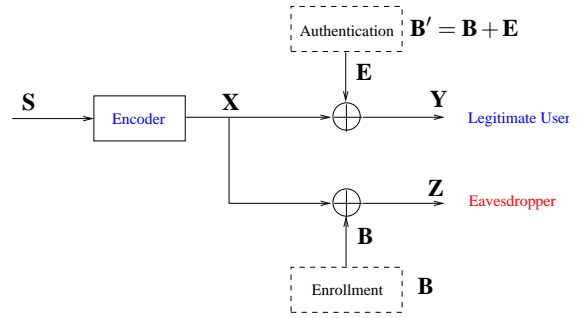 Authentication B′ = B + E
E
S Encoder X Y Legitimate User
Z Eavesdropper
B
Enrollment B